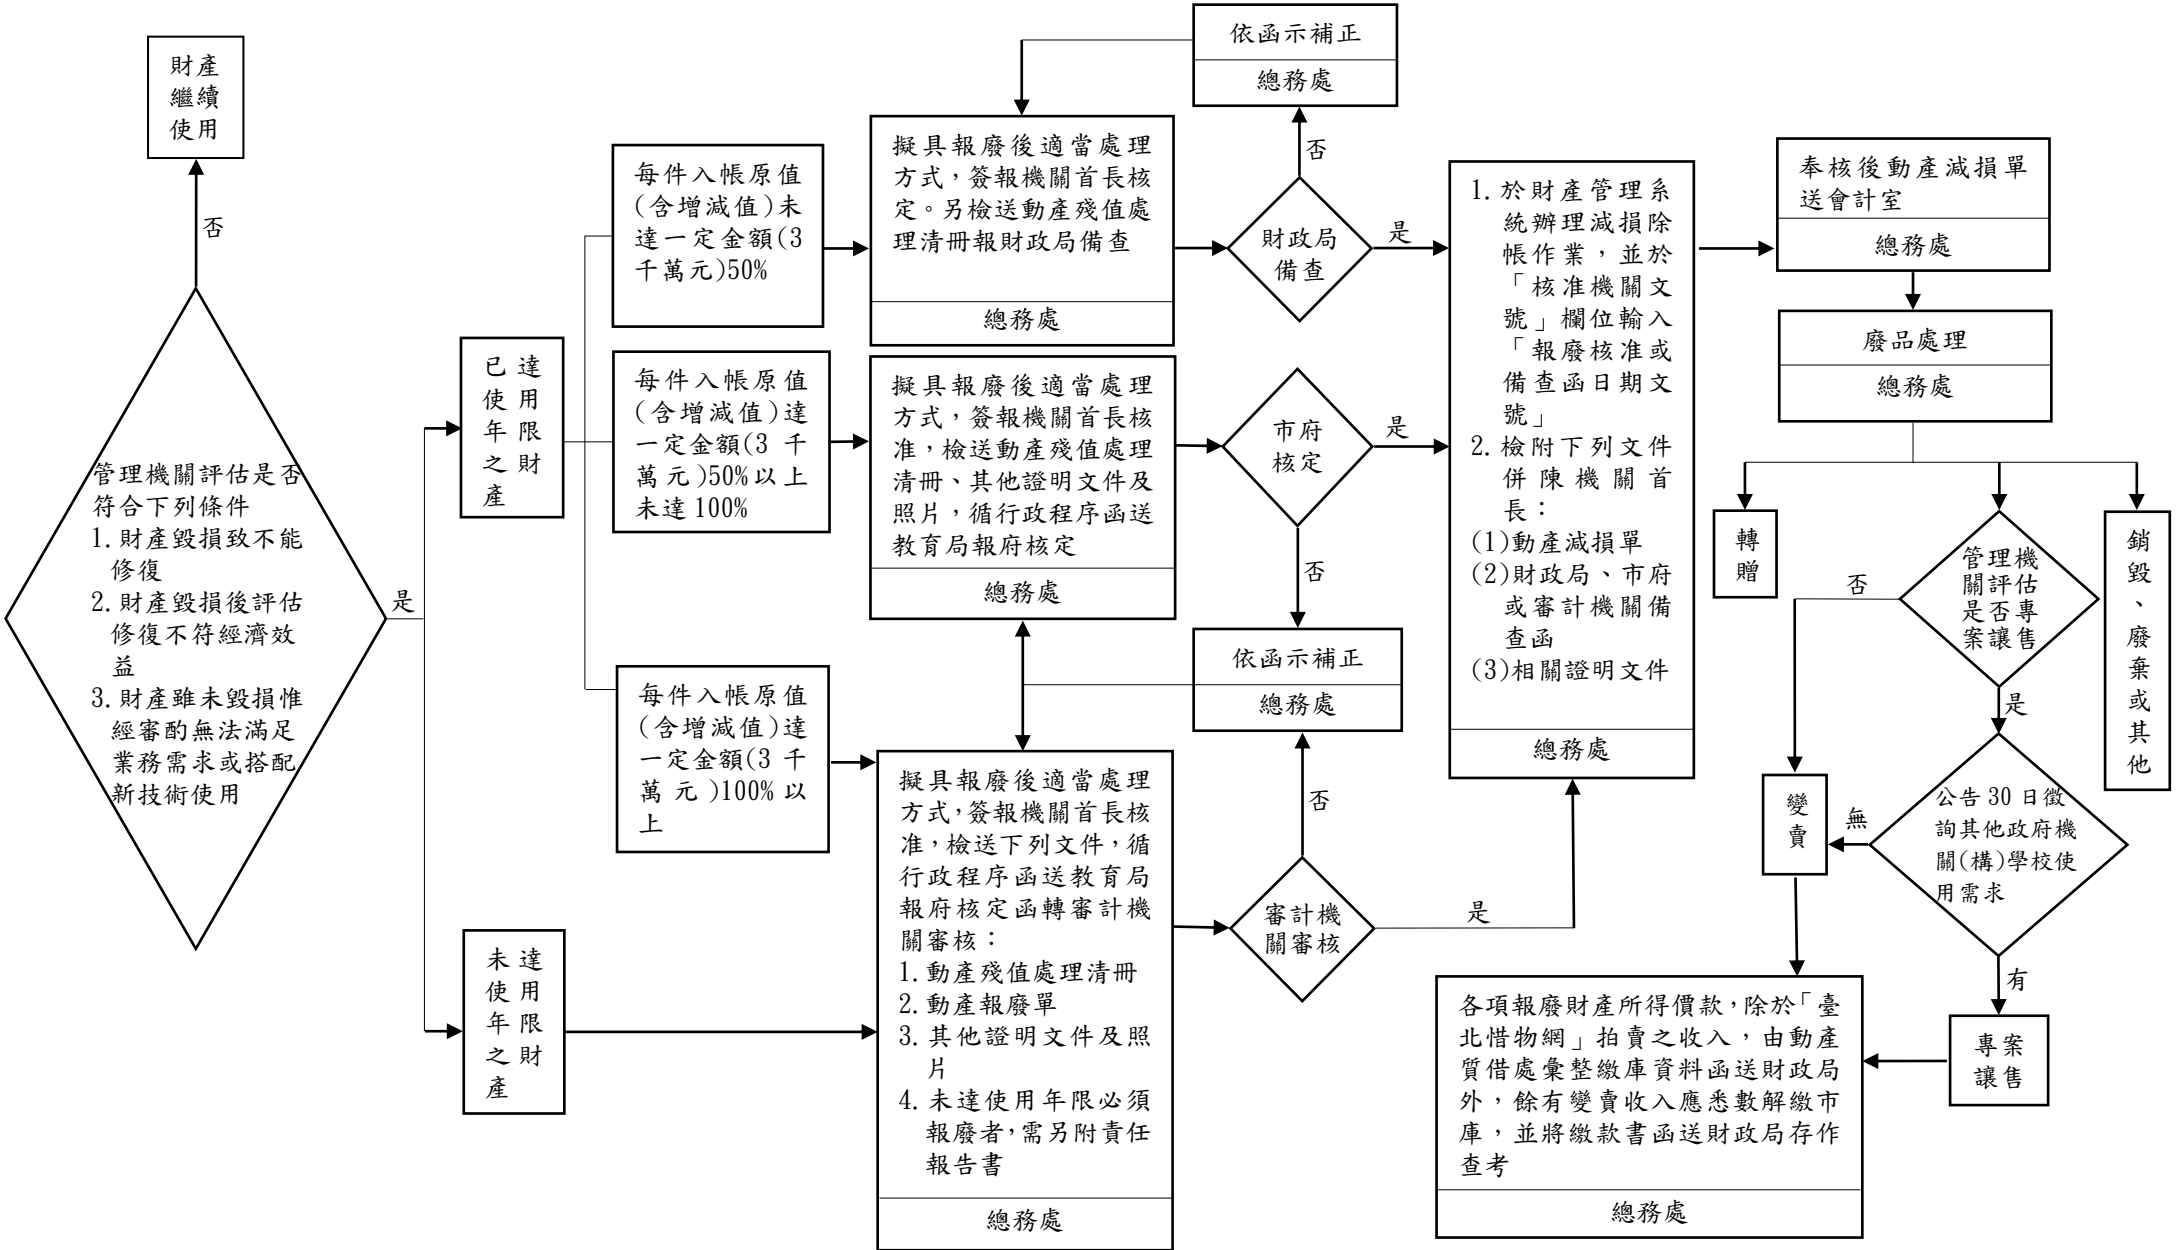 財產
繼續
使用
否
管理機關評估是否
符合下列條件
1.財產毀損致不能
修復
2.財產毀損後評估
修復不符經濟效
益
3.財產雖未毀損惟
經審酌無法滿足
業務需求或搭配
新技術使用
是
已達
使用
年限
之財
產
未達
使用
年限
之財
產
每件入帳原值
(含增減值)未
達一定金額(3
千萬元)50%
每件入帳原值
(含增減值)達
一定金額(3 千
萬元)50%以上
未達100%
每件入帳原值
(含增減值)達
一定金額(3 千
萬元)100%以
上
擬具報廢後適當處理
方式,簽報機關首長核
定。另檢送動產殘值處
理清冊報財政局備查
總務處
擬具報廢後適當處理
方式,簽報機關首長核
准,檢送動產殘值處理
清冊、其他證明文件及
照片,循行政程序函送
教育局報府核定
總務處
擬具報廢後適當處理
方式,簽報機關首長核
准,檢送下列文件,循
行政程序函送教育局
報府核定函轉審計機
關審核:
1.動產殘值處理清冊
2.動產報廢單
3.其他證明文件及照
片
4.未達使用年限必須
報廢者,需另附責任
報告書
總務處
依函示補正
總務處
否
財政局
備查
是
市府
核定
是
否
依函示補正
總務處
否
審計機
關審核
是
1.於財產管理系
統辦理減損除
帳作業,並於
「核准機關文
號」欄位輸入
「報廢核准或
備查函日期文
號」
2.檢附下列文件
併陳機關首
長:
(1)動產減損單
(2)財政局、市府
或審計機關備
查函
(3)相關證明文件
總務處
奉核後動產減損單
送會計室
總務處
廢品處理
總務處
轉
贈
管理機
關評估
是否專
案讓售
否
是
銷
毀
、
廢
棄
或
其
他
變
賣
無
公告30日徵
詢其他政府機
關(構)學校使
用需求
有
專案
讓售
各項報廢財產所得價款,除於「臺
北惜物網」拍賣之收入,由動產
質借處彙整繳庫資料函送財政局
外,餘有變賣收入應悉數解繳市
庫,並將繳款書函送財政局存作
查考
總務處